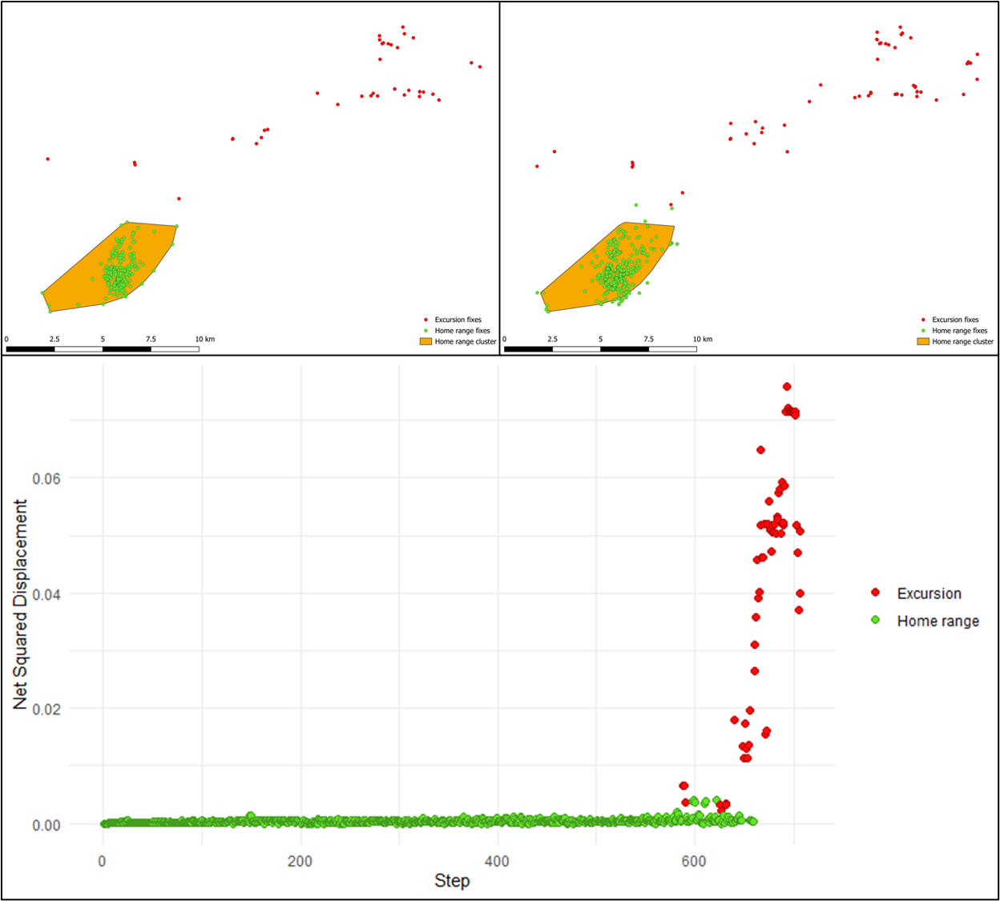 Excursion fixes
Home range fixes
Home range cluster
0 2.5 5 7.5 10 km
Excursion fixes
Home range fixes
Home range cluster
0 2.5 5 7.5 10 km
Net Squared Displacement
0.06
0.04
0.02
0.00
0 200 400 600
Step
Excursion
Home range